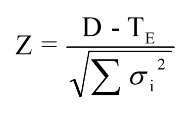 Z = (D - T_E) / √(∑ σ_i²)